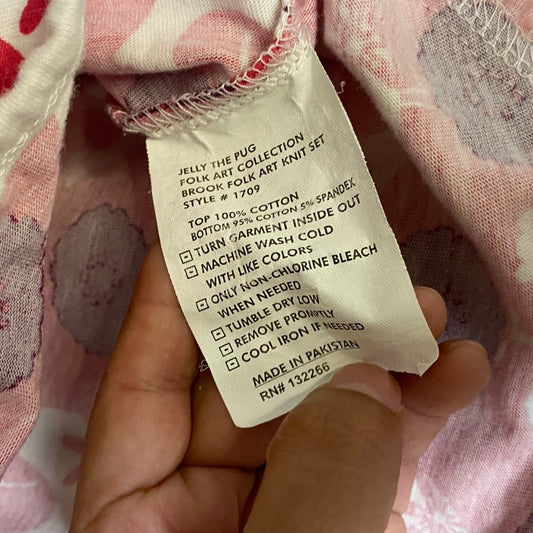 JELLY THE PUG
FOLK ART COLLECTION
BROOK FOLK ART KNIT SET
STYLE # 1709
TOP 100% COTTON
BOTTOM 95% COTTON 5% SPANDEX
TURN GARMENT INSIDE OUT
MACHINE WASH COLD
WITH LIKE COLORS
ONLY NON-CHLORINE BLEACH
WHEN NEEDED
TUMBLE DRY LOW
REMOVE PROMPTLY
COOL IRON IF NEEDED
MADE IN PAKISTAN
RN# 132266